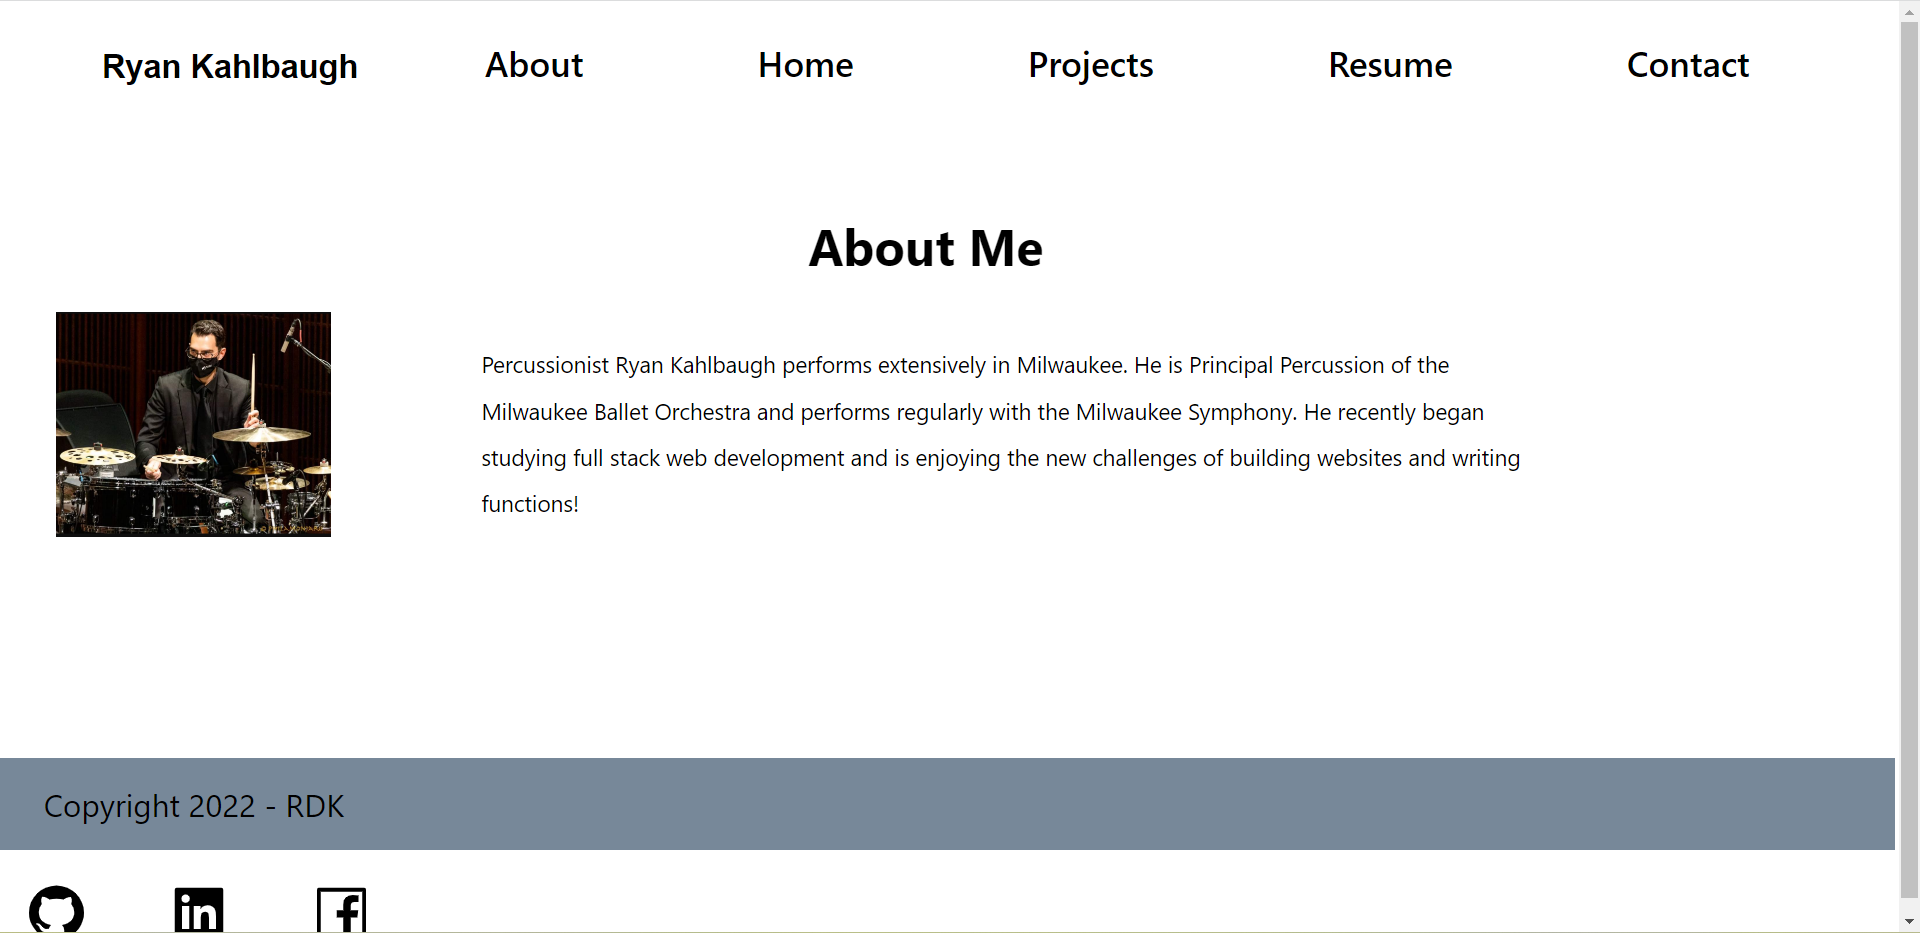 Ryan Kahlbaugh
About
Home
Projects
Resume
Contact
About Me
Percussionist Ryan Kahlbaugh performs extensively in Milwaukee. He is Principal Percussion of the
Milwaukee Ballet Orchestra and performs regularly with the Milwaukee Symphony. He recently began
studying full stack web development and is enjoying the new challenges of building websites and writing
functions!
Copyright 2022 - RDK
in